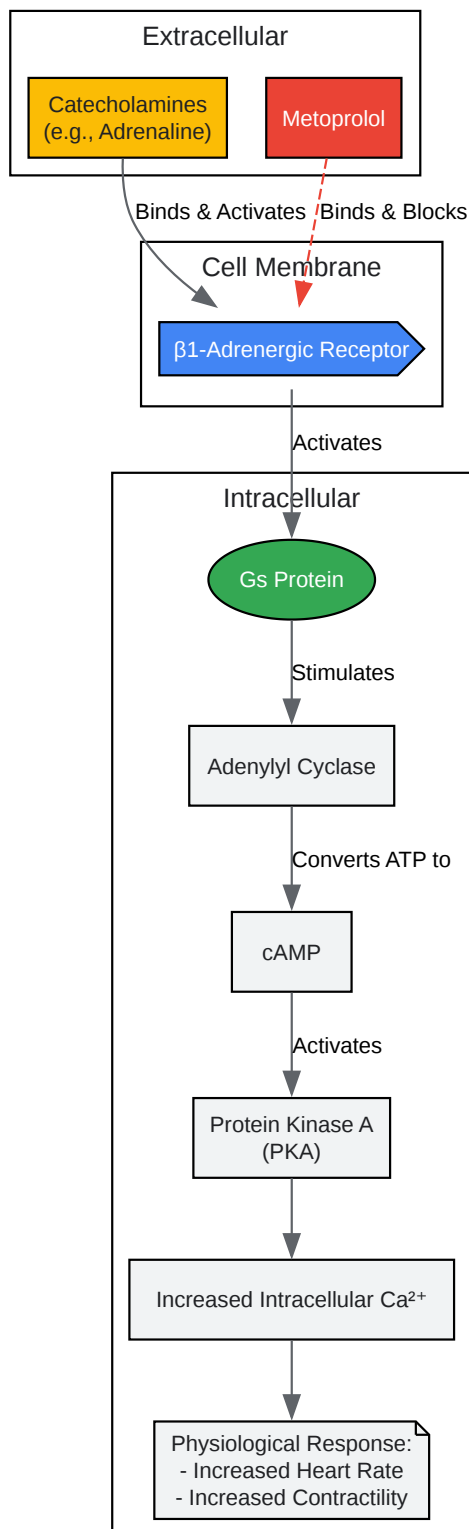 Extracellular
Catecholamines
(e.g., Adrenaline)
Metoprolol
Binds & Activates
Binds & Blocks
Cell Membrane
β1-Adrenergic Receptor
Activates
Intracellular
Gs Protein
Stimulates
Adenylyl Cyclase
Converts ATP to
cAMP
Activates
Protein Kinase A
(PKA)
Increased Intracellular Ca²⁺
Physiological Response:
- Increased Heart Rate
- Increased Contractility